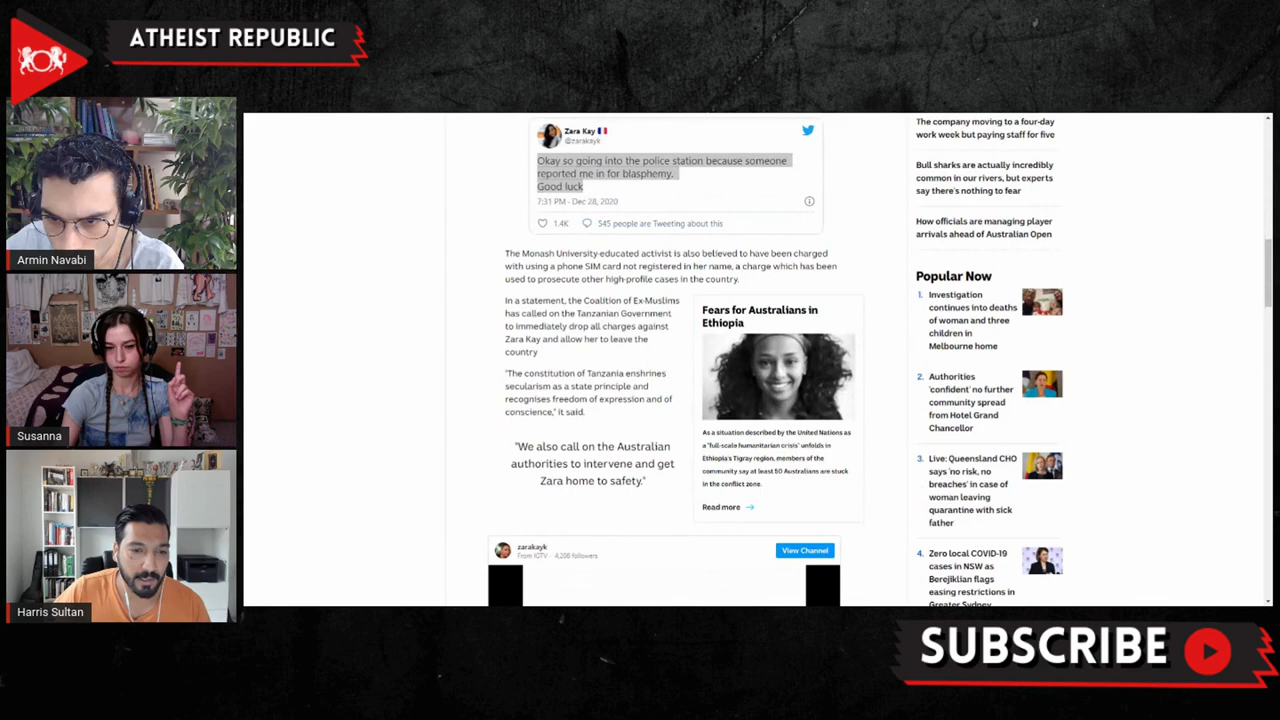 ATHEIST REPUBLIC
Armin Navabi
Susanna
Harris Sultan
Zara Kay
@zarakayk
Okay so going into the police station because someone
reported me in for blasphemy.
Good luck
7:31 PM - Dec 28, 2020
1.4K
545 people are Tweeting about this
The Monash University-educated activist is also believed to have been charged
with using a phone SIM card not registered in her name, a charge which has been
used to prosecute other high-profile cases in the country.
In a statement, the Coalition of Ex-Muslims
has called on the Tanzanian Government
to immediately drop all charges against
Zara Kay and allow her to leave the
country
"The constitution of Tanzania enshrines
secularism as a state principle and
recognises freedom of expression and of
conscience," it said.
"We also call on the Australian
authorities to intervene and get
Zara home to safety."
Fears for Australians in
Ethiopia
As a situation described by the United Nations as
a "full-scale humanitarian crisis" unfolds in
Ethiopia's Tigray region, members of the
community say at least 50 Australians are stuck
in the conflict zone.
Read more →
zarakayk
From IGTV · 4,206 followers
View Channel
The company moving to a four-day
work week but paying staff for five
Bull sharks are actually incredibly
common in our rivers, but experts
say there's nothing to fear
How officials are managing player
arrivals ahead of Australian Open
Popular Now
1. Investigation
continues into deaths
of woman and three
children in
Melbourne home
2. Authorities
'confident' no further
community spread
from Hotel Grand
Chancellor
3. Live: Queensland CHO
says 'no risk, no
breaches' in case of
woman leaving
quarantine with sick
father
4. Zero local COVID-19
cases in NSW as
Berejiklian flags
easing restrictions in
Greater Sydney
SUBSCRIBE